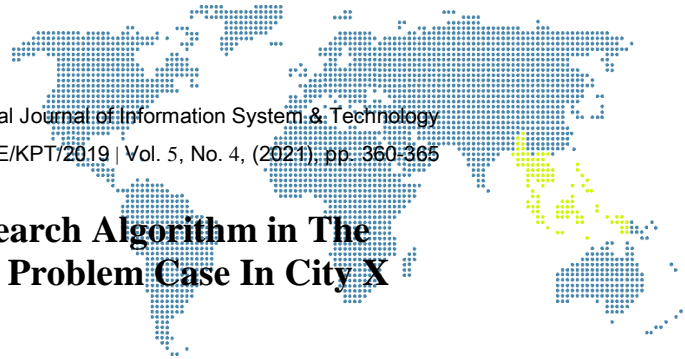 al Journal of Information System & Technology
E/KPT/2019 | Vol. 5, No. 4, (2021), pp. 360-365
earch Algorithm in The
Problem Case In City X